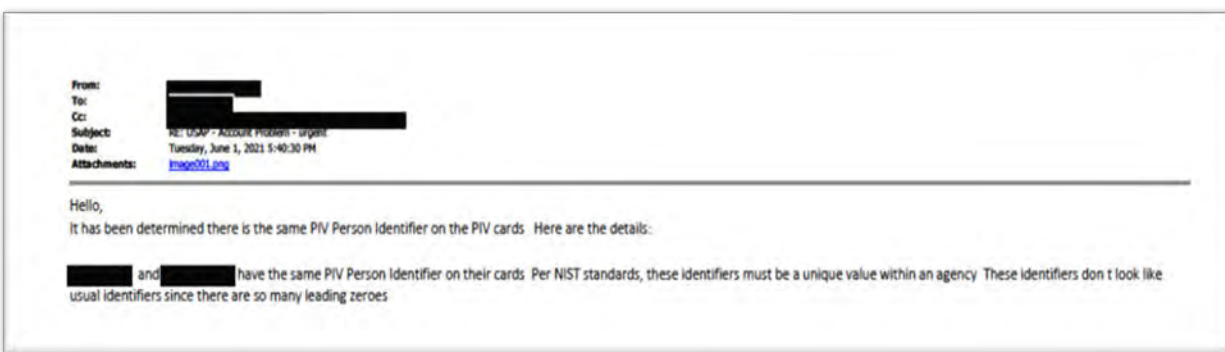 From:
To:
Cc:
Subject: RE: USAP - Account Problem - urgent
Date: Tuesday, June 1, 2021 5:40:30 PM
Attachments: image001.png
Hello,
It has been determined there is the same PIV Person Identifier on the PIV cards Here are the details:
and have the same PIV Person Identifier on their cards Per NIST standards, these identifiers must be a unique value within an agency These identifiers don t look like
usual identifiers since there are so many leading zeroes